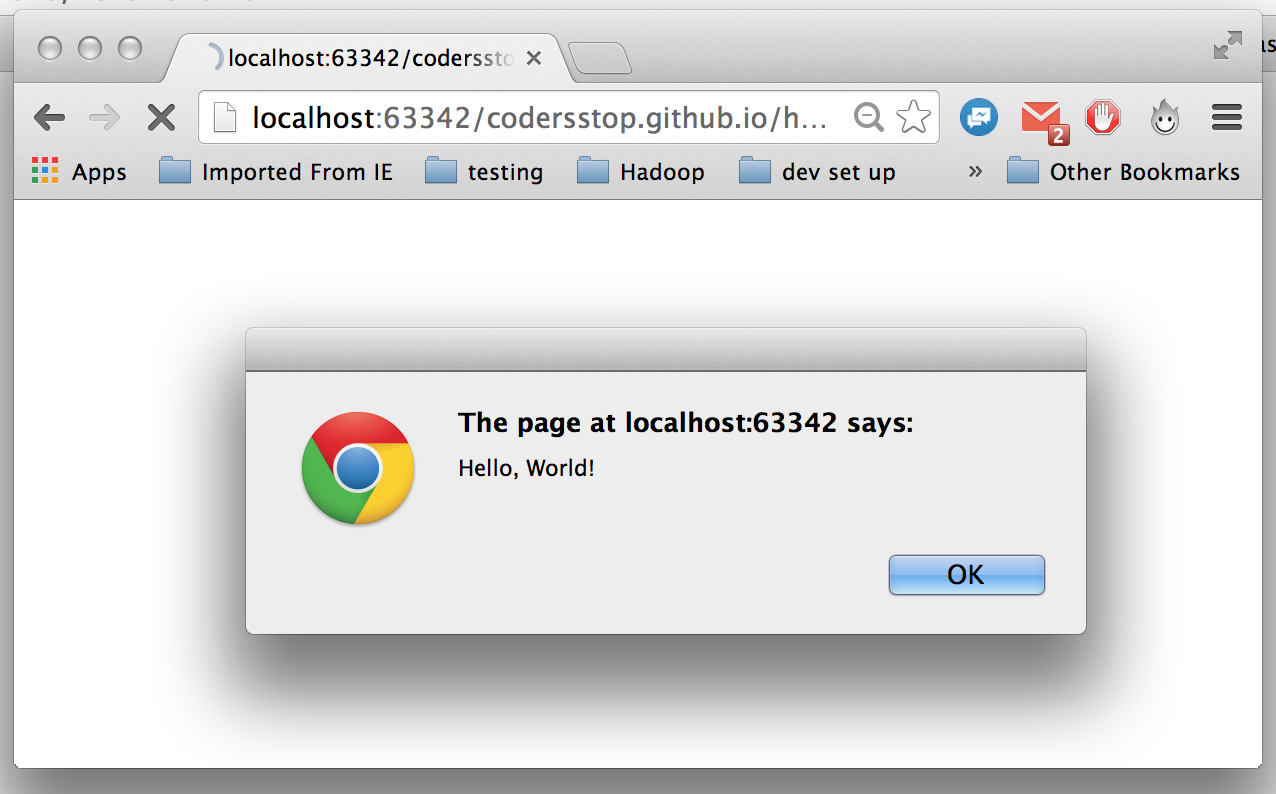 localhost:63342/coderssto
localhost:63342/codersstop.github.io/h...
2
Apps Imported From IE testing Hadoop dev set up » Other Bookmarks
The page at localhost:63342 says:
Hello, World!
OK